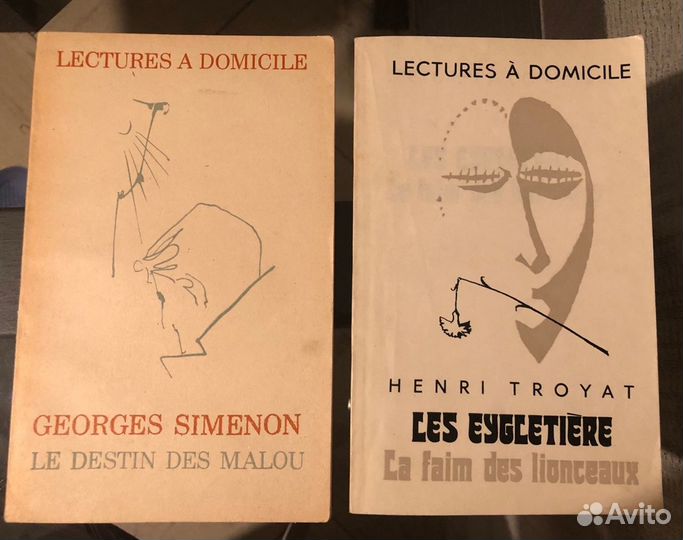 LECTURES A DOMICILE
GEORGES SIMENON
LE DESTIN DES MALOU
LECTURES À DOMICILE
HENRI TROYAT
LES EYGLETIÈRE
La faim des lionceaux
Avito